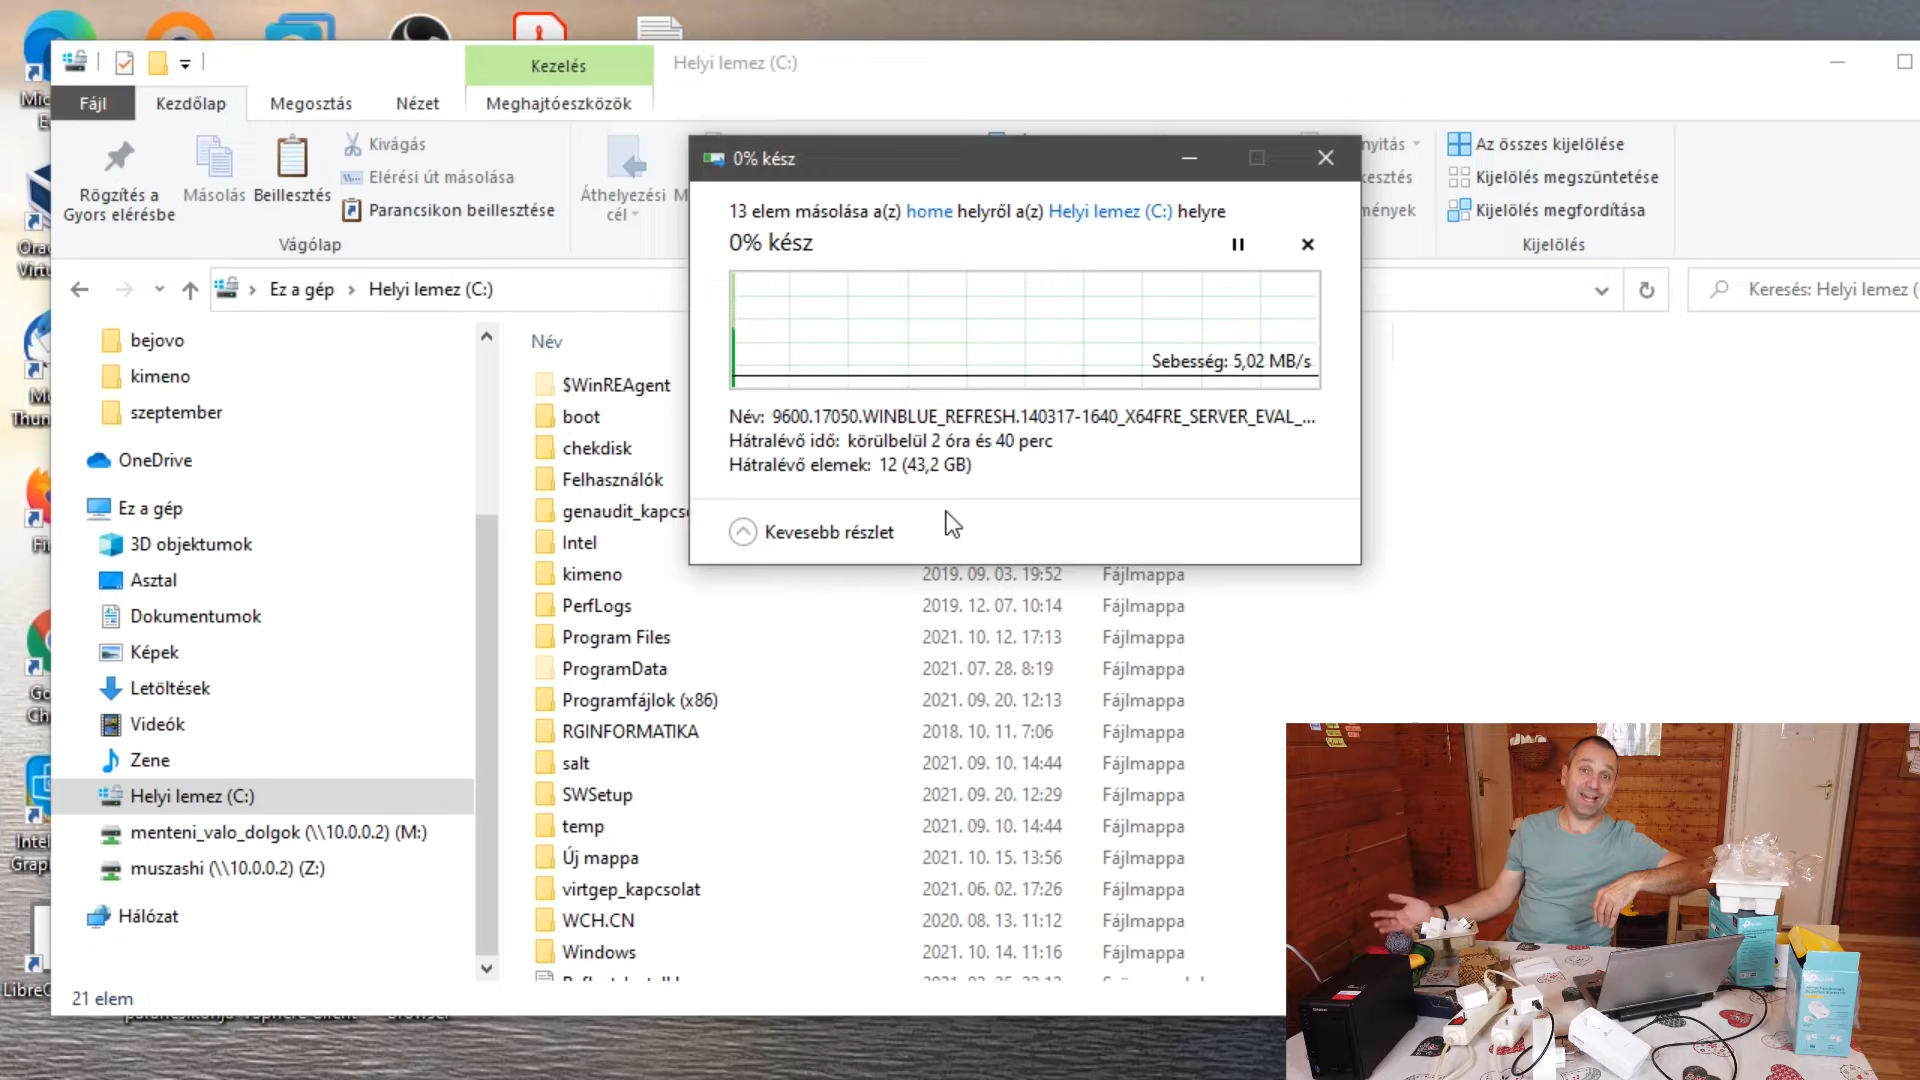 Kezelés
Helyi lemez (C:)
Fájl
Kezdőlap
Megosztás
Nézet
Meghajtóeszközök
Rögzítés a
Gyors elérésbe
Másolás
Beillesztés
Kivágás
Elérési út másolása
Parancsikon beillesztése
Vágólap
Áthelyezési
cél
Az összes kijelölése
Kijelölés megszüntetése
Kijelölés megfordítása
Kijelölés
Ez a gép
Helyi lemez (C:)
Keresés: Helyi lemez (
0% kész
13 elem másolása a(z) home helyről a(z) Helyi lemez (C:) helyre
0% kész
Sebesség: 5,02 MB/s
Név: 9600.17050.WINBLUE_REFRESH.140317-1640_X64FRE_SERVER_EVAL_...
Hátralévő idő: körülbelül 2 óra és 40 perc
Hátralévő elemek: 12 (43,2 GB)
Kevesebb részlet
bejovo
kimeno
szeptember
OneDrive
Ez a gép
3D objektumok
Asztal
Dokumentumok
Képek
Letöltések
Videók
Zene
Helyi lemez (C:)
menteni_valo_dolgok (\\10.0.0.2) (M:)
muszashi (\\10.0.0.2) (Z:)
Hálózat
Név
$WinREAgent
boot
chekdisk
Felhasználók
genaudit_kapcs
Intel
kimeno 2019. 09. 03. 19:52 Fájlmappa
PerfLogs 2019. 12. 07. 10:14 Fájlmappa
Program Files 2021. 10. 12. 17:13 Fájlmappa
ProgramData 2021. 07. 28. 8:19 Fájlmappa
Programfájlok (x86) 2021. 09. 20. 12:13 Fájlmappa
RGINFORMATIKA 2018. 10. 11. 7:06 Fájlmappa
salt 2021. 09. 10. 14:44 Fájlmappa
SWSetup 2021. 09. 20. 12:29 Fájlmappa
temp 2021. 09. 10. 14:44 Fájlmappa
Új mappa 2021. 10. 15. 13:56 Fájlmappa
virtgep_kapcsolat 2021. 06. 02. 17:26 Fájlmappa
WCH.CN 2020. 08. 13. 11:12 Fájlmappa
Windows 2021. 10. 14. 11:16 Fájlmappa
21 elem